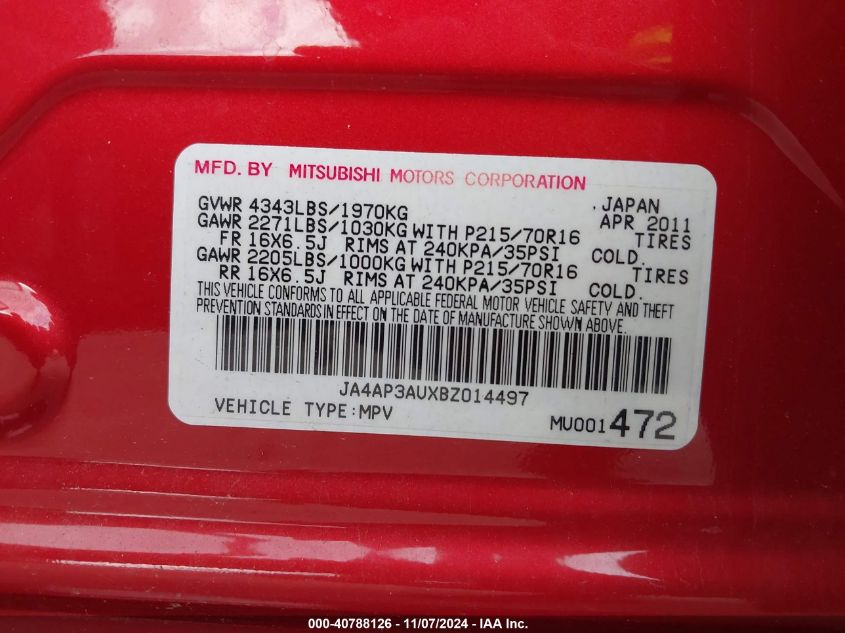 MFD. BY MITSUBISHI MOTORS CORPORATION
GVWR 4343LBS/1970KG .JAPAN APR 2011
GAWR 2271LBS/1030KG WITH P215/70R16 TIRES
FR 16X6.5J RIMS AT 240KPA/35PSI COLD.
GAWR 2205LBS/1000KG WITH P215/70R16 TIRES
RR 16X6.5J RIMS AT 240KPA/35PSI COLD.
THIS VEHICLE CONFORMS TO ALL APPLICABLE FEDERAL MOTOR VEHICLE SAFETY AND THEFT
PREVENTION STANDARDS IN EFFECT ON THE DATE OF MANUFACTURE SHOWN ABOVE.
JA4AP3AUXBZ014497
VEHICLE TYPE:MPV MU001472
000-40788126 - 11/07/2024 - IAA Inc.